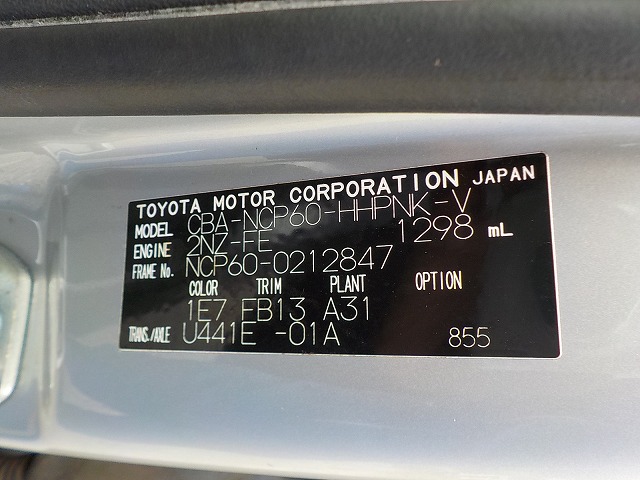 TOYOTA MOTOR CORPORATION JAPAN
MODEL CBA-NCP60-HHPNK-V
ENGINE 2NZ-FE 1298 mL
FRAME No. NCP60-0212847
COLOR TRIM PLANT OPTION
1E7 FB13 A31
TRANS./AXLE U441E -01A 855